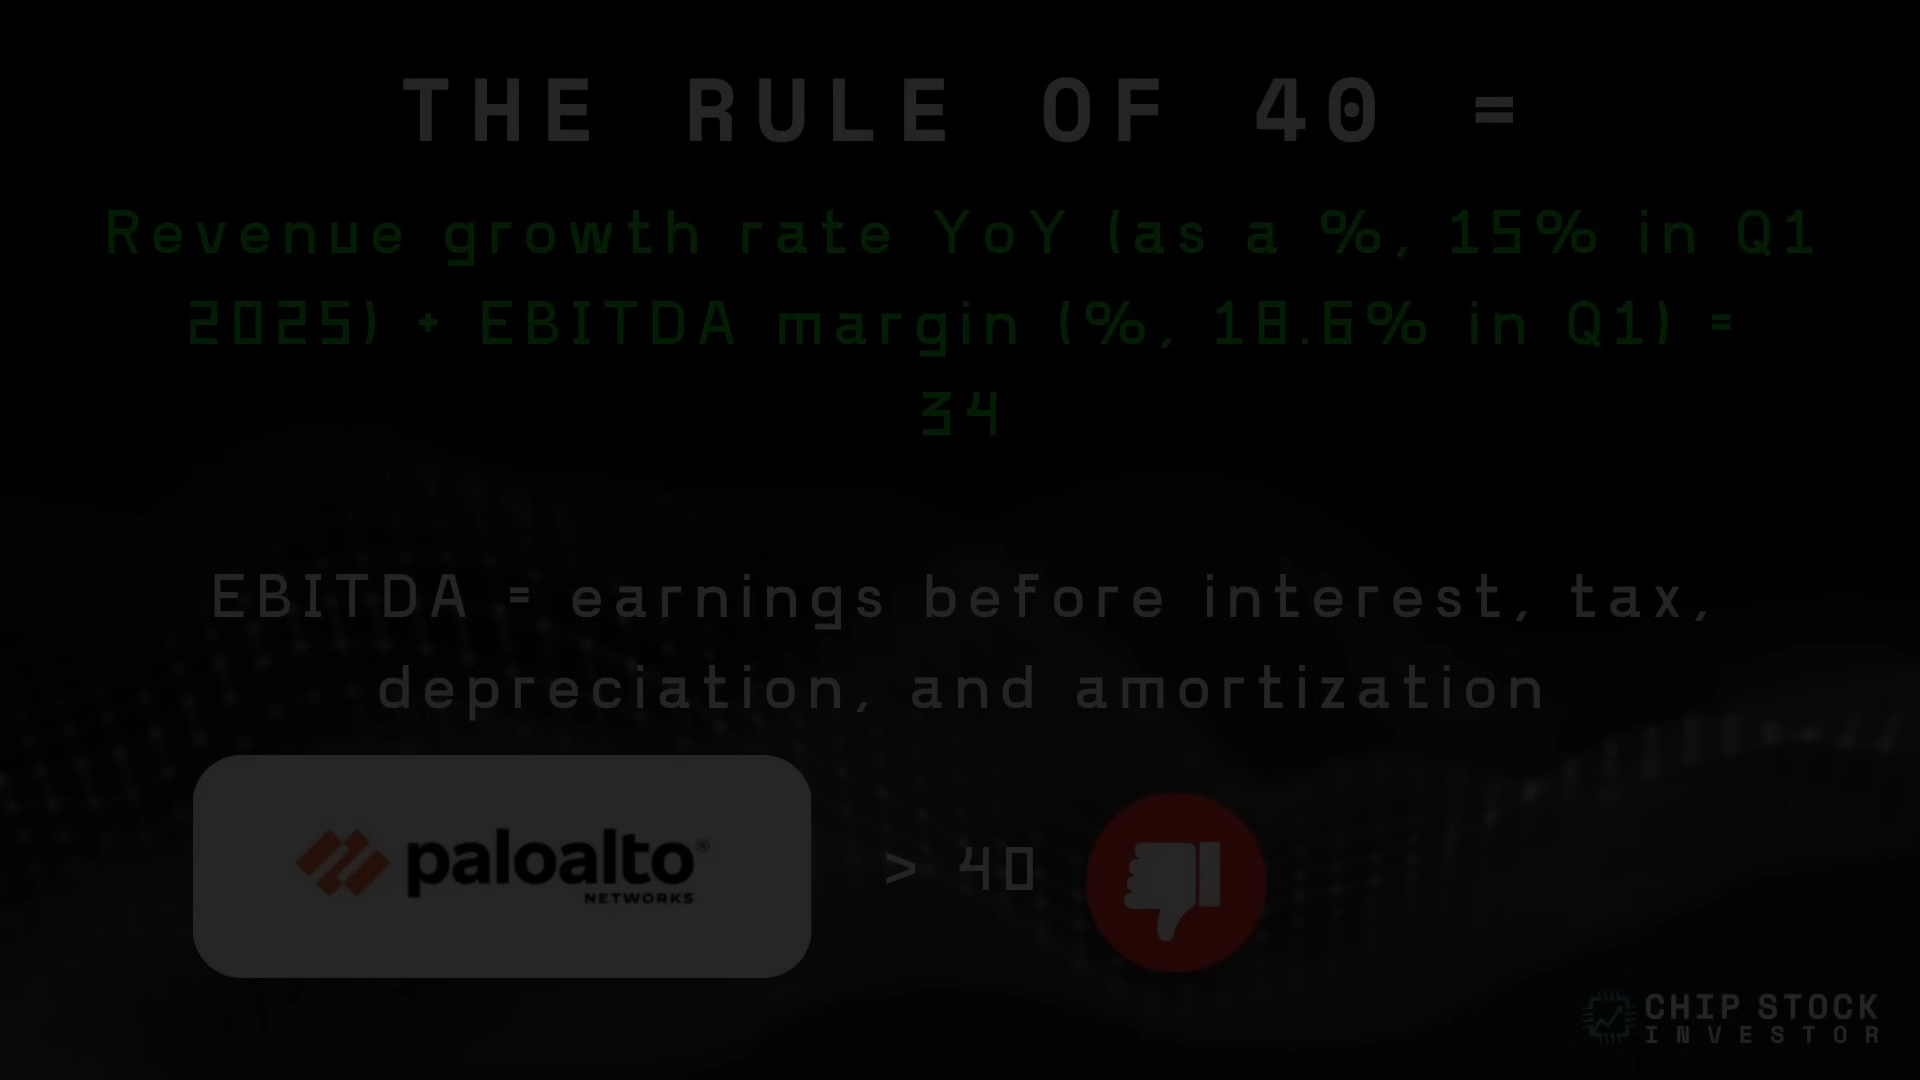 THE RULE OF 40 =
Revenue growth rate YoY (as a %, 15% in Q1
2025) + EBITDA margin (%, 18.6% in Q1) =
34
EBITDA = earnings before interest, tax,
depreciation, and amortization
paloalto®
NETWORKS
> 40
CHIP STOCK
INVESTOR